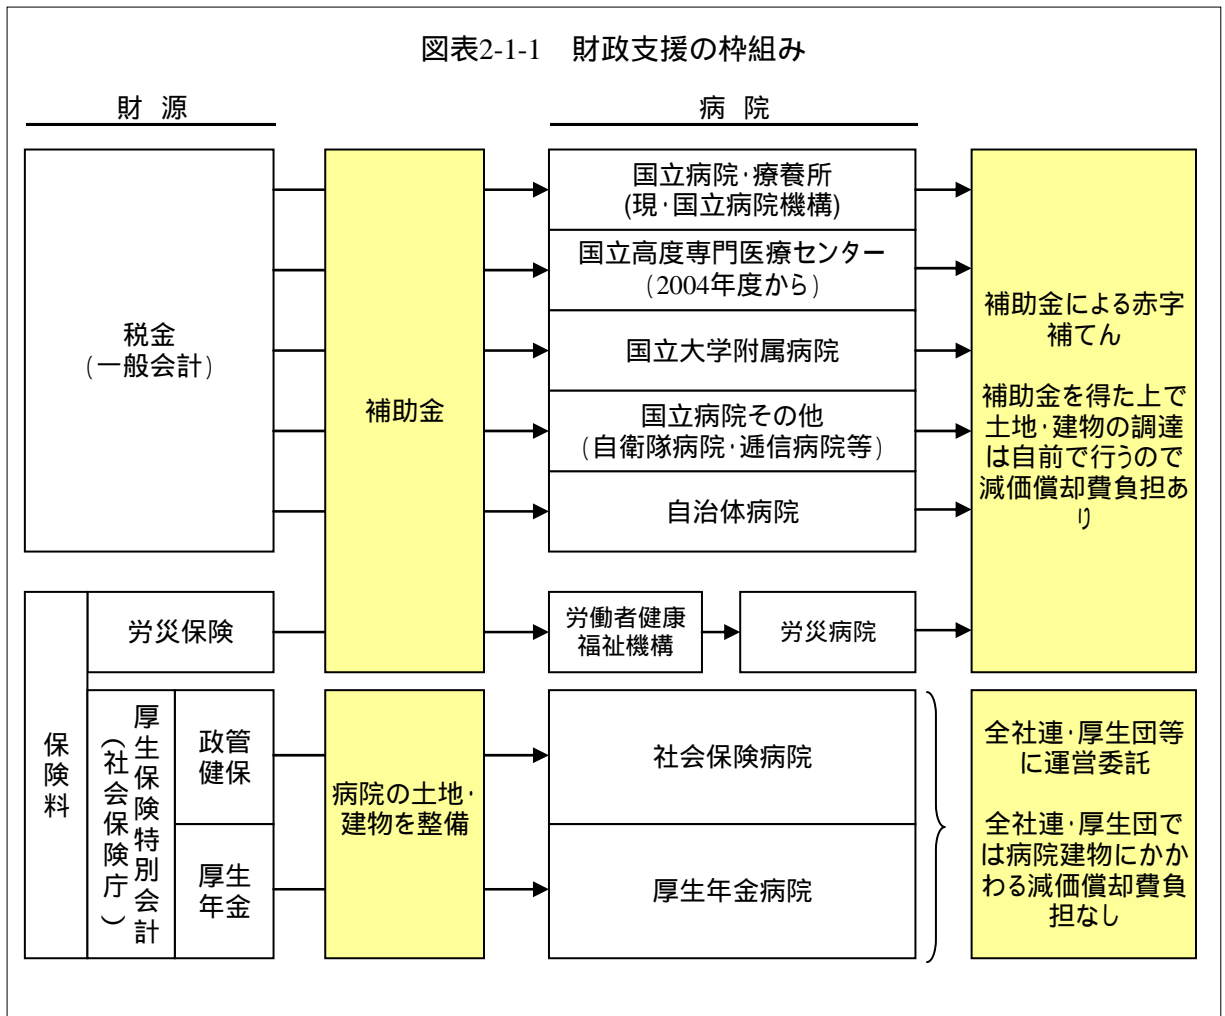 図表2-1-1　財政支援の枠組み
財 源
病 院
税金
(一般会計)
補助金
国立病院･療養所
(現･国立病院機構)
国立高度専門医療センター
(2004年度から)
国立大学附属病院
国立病院その他
(自衛隊病院･逓信病院等)
自治体病院
補助金による赤字
補てん
補助金を得た上で
土地･建物の調達
は自前で行うので
減価償却費負担あ
り
保険料
労災保険
労働者健康
福祉機構
労災病院
厚生保険特別会計
(社会保険庁)
政管
健保
厚生
年金
病院の土地･
建物を整備
社会保険病院
厚生年金病院
全社連･厚生団等
に運営委託
全社連･厚生団で
は病院建物にかか
わる減価償却費負
担なし